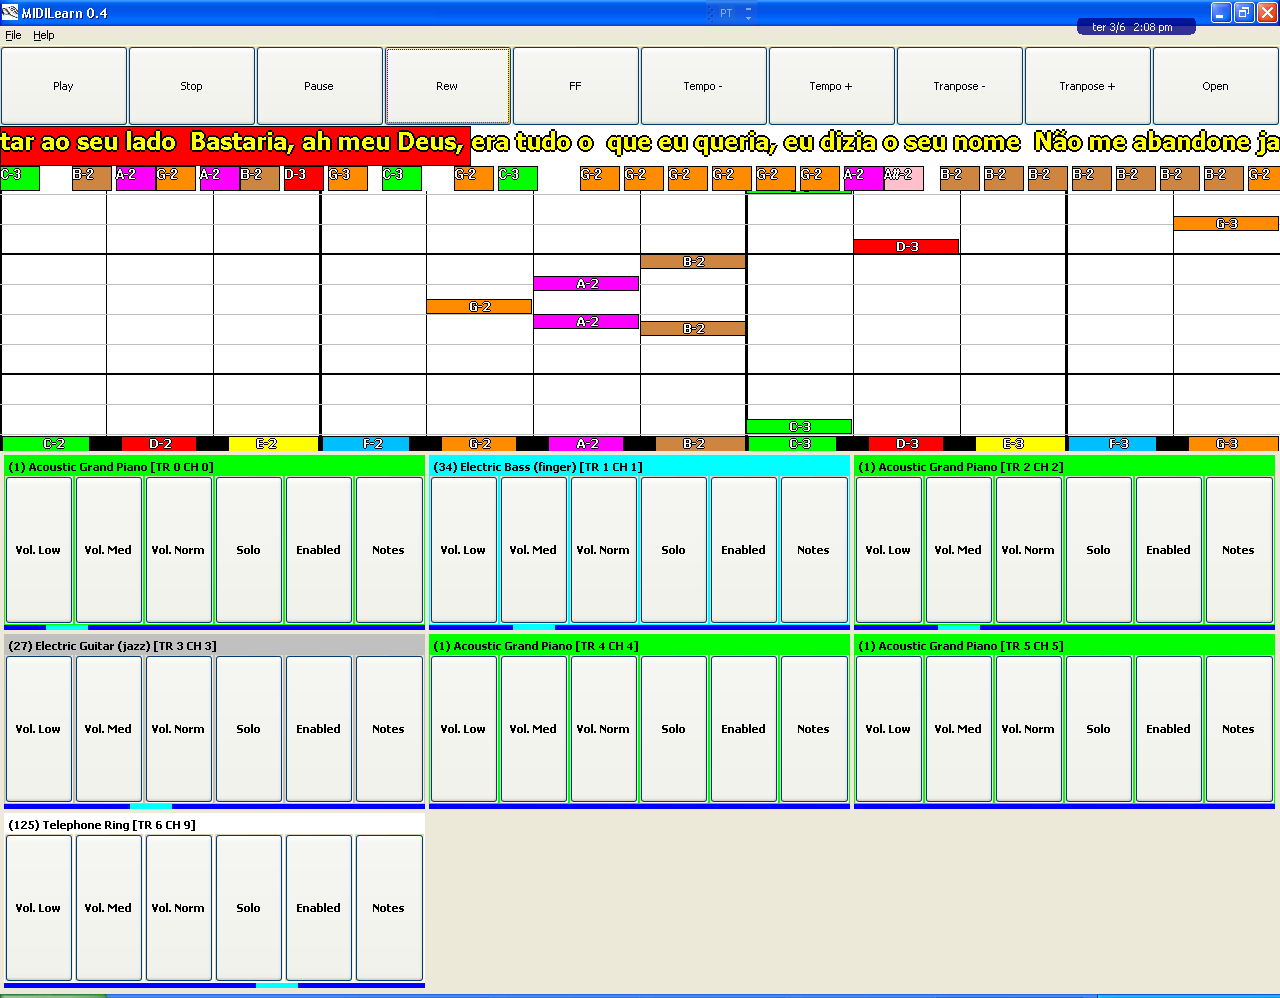 MIDILearn 0.4
PT
ter 3/6 2:08 pm
File Help
Play Stop Pause Rew FF Tempo - Tempo + Tranpose - Tranpose + Open
tar ao seu lado Bastaria, ah meu Deus, era tudo o que eu queria, eu dizia o seu nome Não me abandone ja
C-3 B-2 A-2 G-2 A-2 B-2 D-3 G-3 C-3 G-2 C-3 G-2 G-2 G-2 G-2 G-2 G-2 A-2 A#-2 B-2 B-2 B-2 B-2 B-2 B-2 B-2 G-2
G-3
D-3
B-2
A-2
G-2
A-2
B-2
C-3
C-2 D-2 E-2 F-2 G-2 A-2 B-2 C-3 D-3 E-3 F-3 G-3
(1) Acoustic Grand Piano [TR 0 CH 0] (34) Electric Bass (finger) [TR 1 CH 1] (1) Acoustic Grand Piano [TR 2 CH 2]
Vol. Low Vol. Med Vol. Norm Solo Enabled Notes Vol. Low Vol. Med Vol. Norm Solo Enabled Notes Vol. Low Vol. Med Vol. Norm Solo Enabled Notes
(27) Electric Guitar (jazz) [TR 3 CH 3] (1) Acoustic Grand Piano [TR 4 CH 4] (1) Acoustic Grand Piano [TR 5 CH 5]
Vol. Low Vol. Med Vol. Norm Solo Enabled Notes Vol. Low Vol. Med Vol. Norm Solo Enabled Notes Vol. Low Vol. Med Vol. Norm Solo Enabled Notes
(125) Telephone Ring [TR 6 CH 9]
Vol. Low Vol. Med Vol. Norm Solo Enabled Notes